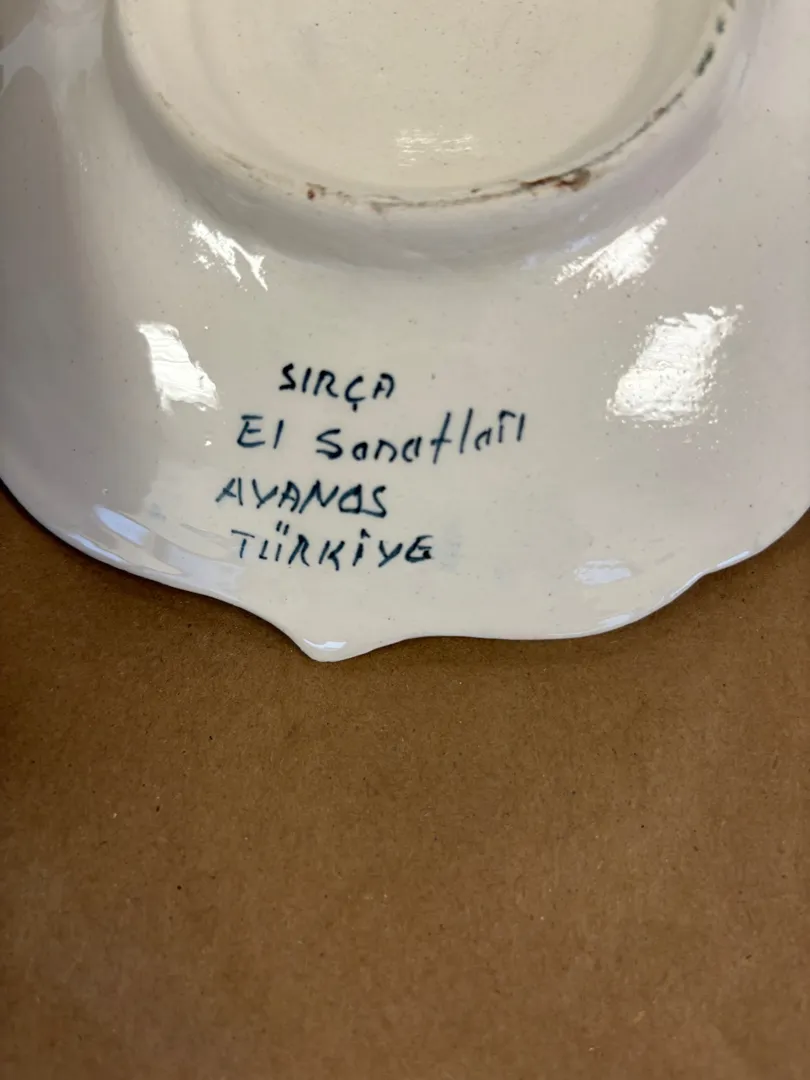 SIRÇA
El Sanatları
AVANOS
TÜRKİYE